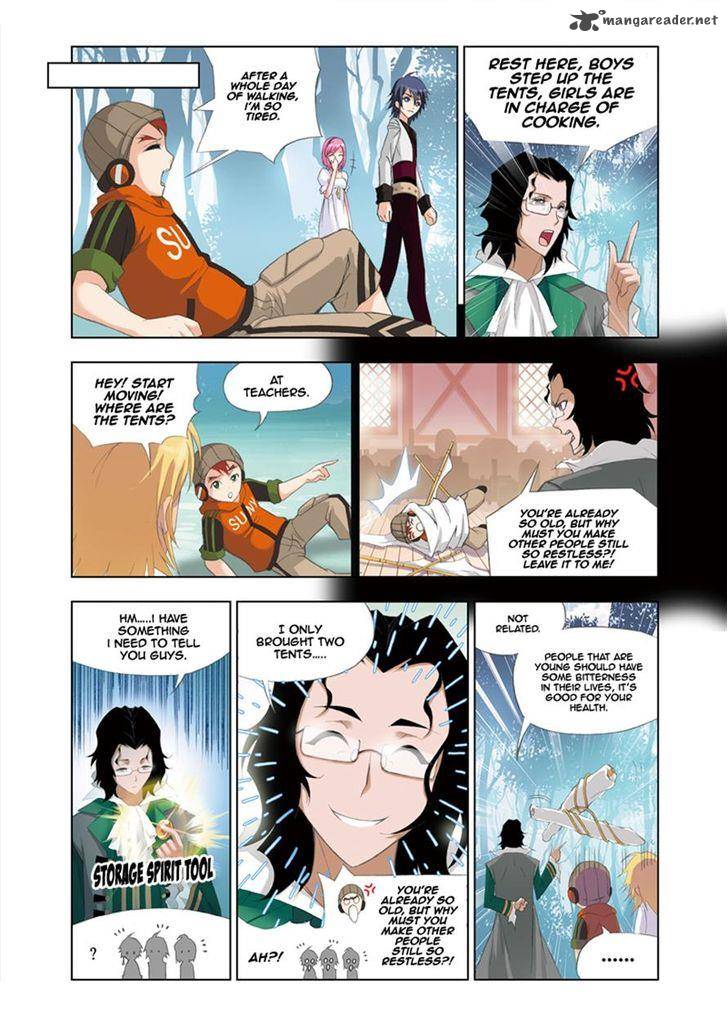 mangareader.net
AFTER A
WHOLE DAY
OF WALKING,
I'M SO
TIRED.
SUNNY
REST HERE, BOYS
STEP UP THE
TENTS, GIRLS ARE
IN CHARGE OF
COOKING.
HEY! START
MOVING!
WHERE ARE
THE TENTS?
AT
TEACHERS.
SUNNY
YOU'RE ALREADY
SO OLD, BUT WHY
MUST YOU MAKE
OTHER PEOPLE STILL
SO RESTLESS?!
LEAVE IT TO ME!
HM.....I HAVE
SOMETHING
I NEED TO TELL
YOU GUYS.
STORAGE SPIRIT TOOL
?
I ONLY
BROUGHT TWO
TENTS.....
AH?!
YOU'RE
ALREADY SO
OLD, BUT WHY
MUST YOU
MAKE OTHER
PEOPLE
STILL SO
RESTLESS?!
NOT
RELATED.
PEOPLE THAT ARE
YOUNG SHOULD HAVE
SOME BITTERNESS
IN THEIR LIVES, IT'S
GOOD FOR YOUR
HEALTH.
......